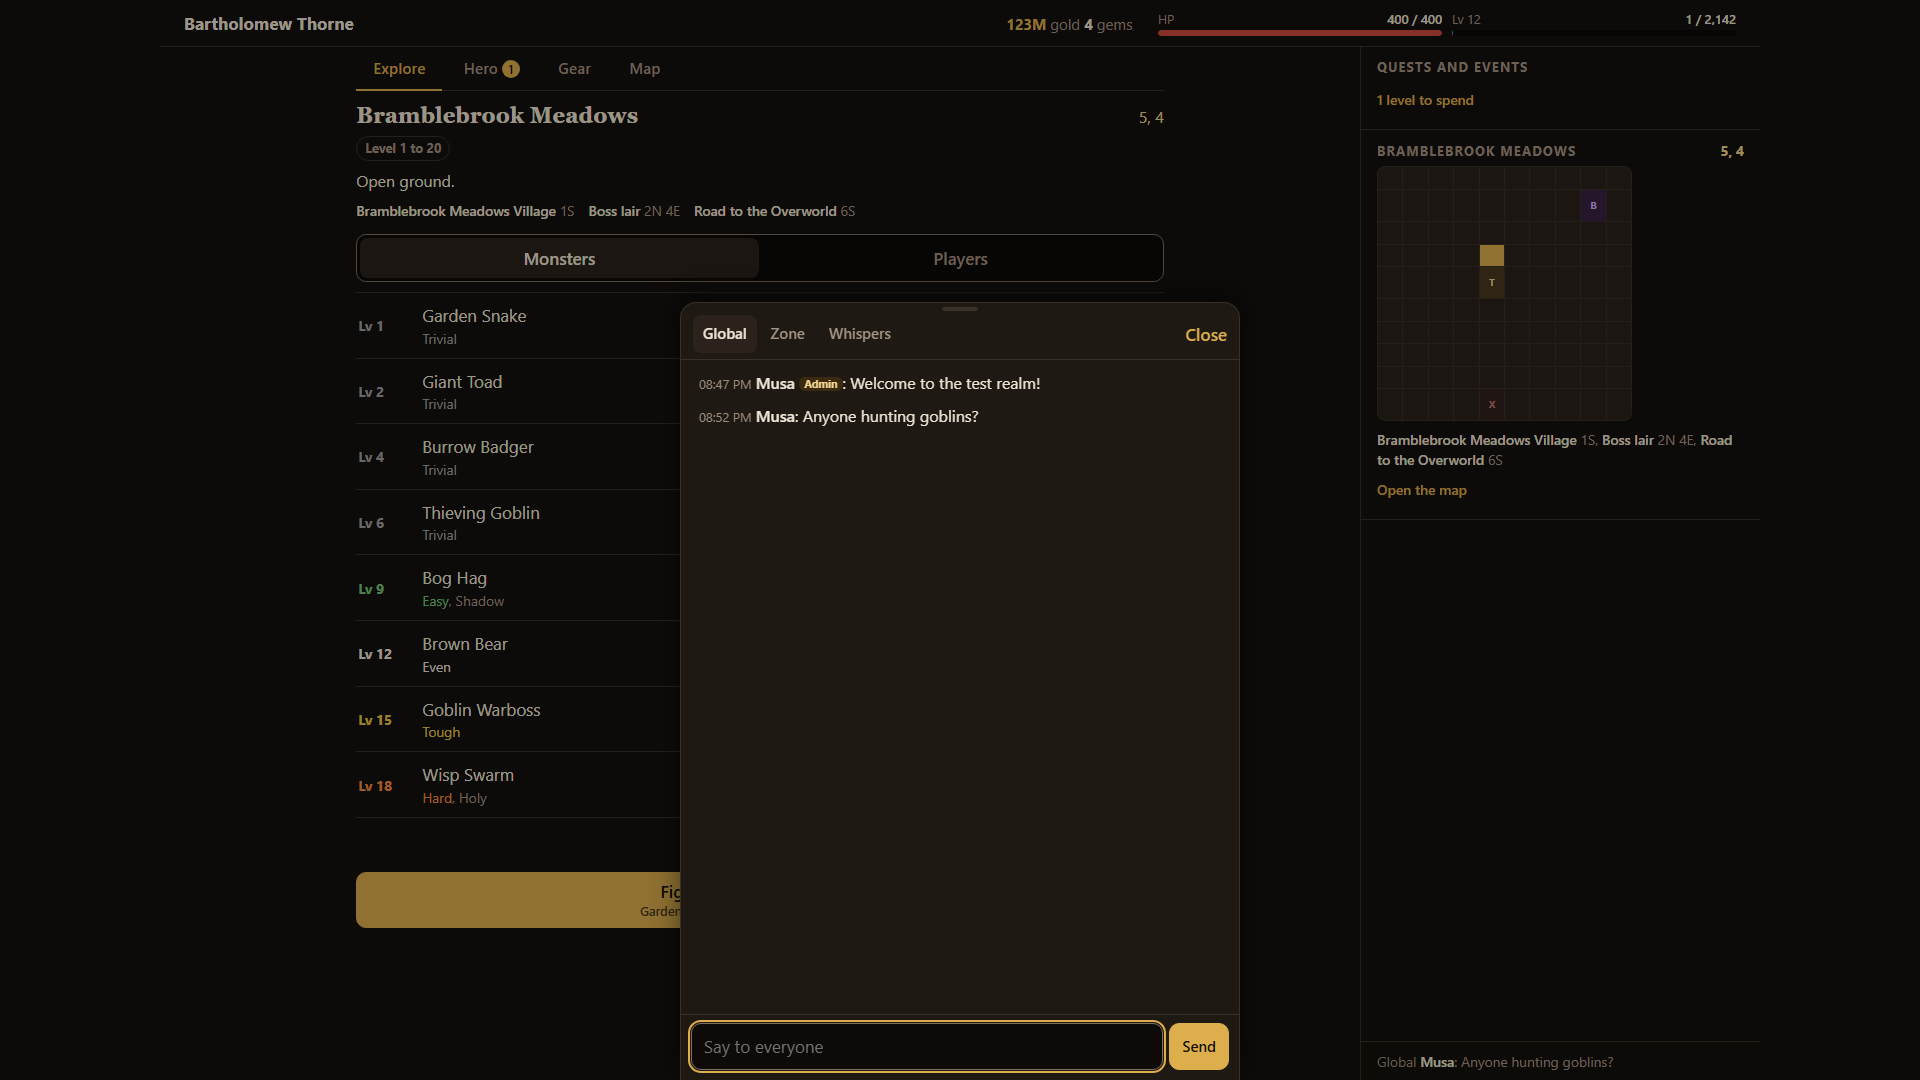 Bartholomew Thorne
123M gold 4 gems
HP 400 / 400
Lv 12 1 / 2,142
Explore
Hero 1
Gear
Map
Bramblebrook Meadows
5, 4
Level 1 to 20
Open ground.
Bramblebrook Meadows Village 1S Boss lair 2N 4E Road to the Overworld 6S
Monsters
Players
Lv 1 Garden Snake
Trivial
Lv 2 Giant Toad
Trivial
Lv 4 Burrow Badger
Trivial
Lv 6 Thieving Goblin
Trivial
Lv 9 Bog Hag
Easy, Shadow
Lv 12 Brown Bear
Even
Lv 15 Goblin Warboss
Tough
Lv 18 Wisp Swarm
Hard, Holy
Fig
Garden
Global
Zone
Whispers
Close
08:47 PM Musa Admin: Welcome to the test realm!
08:52 PM Musa: Anyone hunting goblins?
Say to everyone
Send
QUESTS AND EVENTS
1 level to spend
BRAMBLEBROOK MEADOWS
5, 4
B
T
X
Bramblebrook Meadows Village 1S, Boss lair 2N 4E, Road
to the Overworld 6S
Open the map
Global Musa: Anyone hunting goblins?